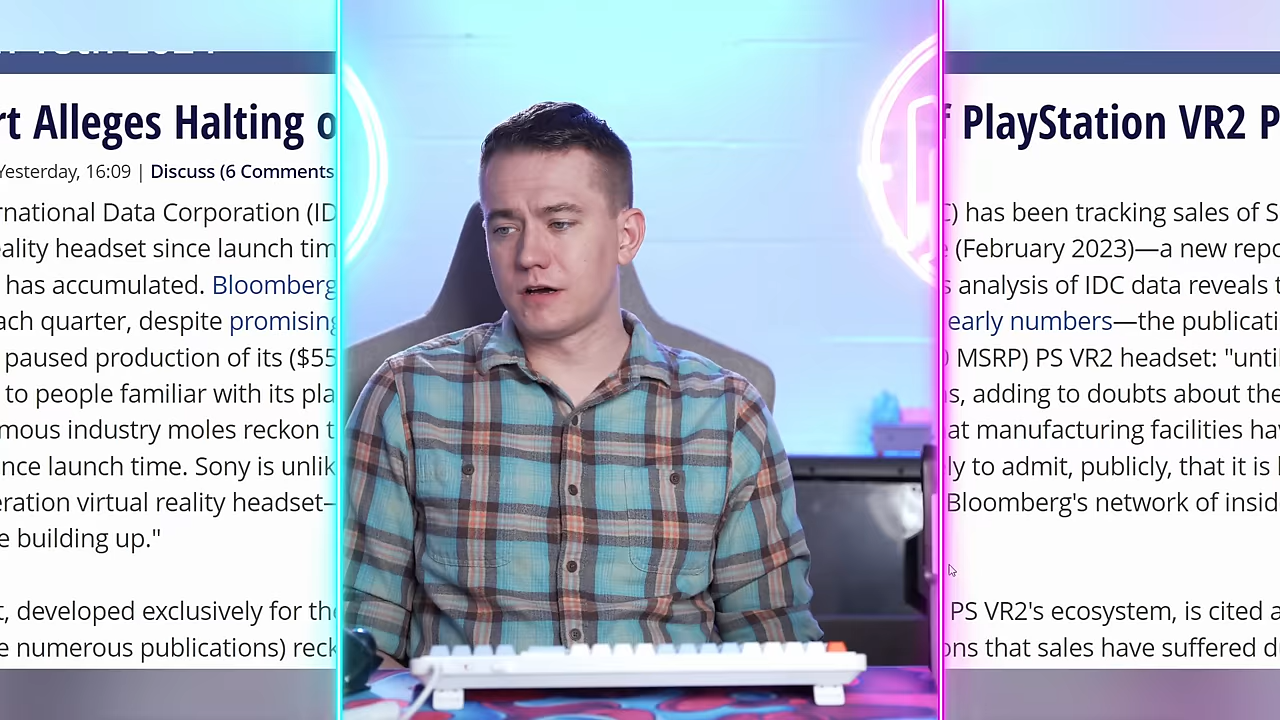 rt Alleges Halting o f PlayStation VR2 P
Yesterday, 16:09 | Discuss (6 Comments
rnational Data Corporation (ID C) has been tracking sales of S
eality headset since launch tim e (February 2023)—a new repo
has accumulated. Bloomberg s analysis of IDC data reveals t
ach quarter, despite promising early numbers—the publicati
paused production of its ($55 0 MSRP) PS VR2 headset: "until
to people familiar with its pla s, adding to doubts about the
mous industry moles reckon t at manufacturing facilities hav
nce launch time. Sony is unlik ly to admit, publicly, that it is
eration virtual reality headset— Bloomberg's network of insid
e building up."
t, developed exclusively for the PS VR2's ecosystem, is cited a
e numerous publications) reck ons that sales have suffered d